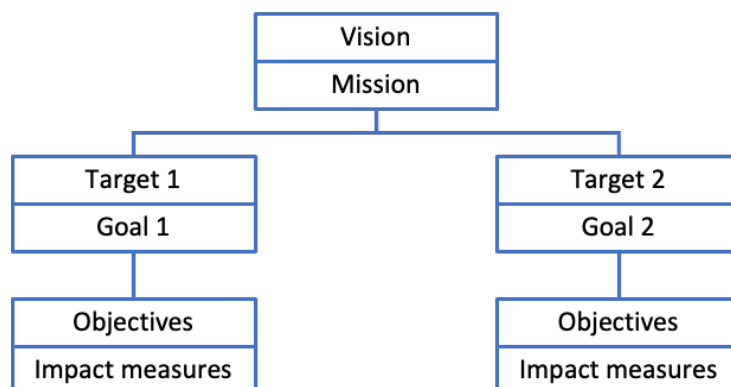 Vision
Mission
Target 1
Target 2
Goal 1
Goal 2
Objectives
Objectives
Impact measures
Impact measures